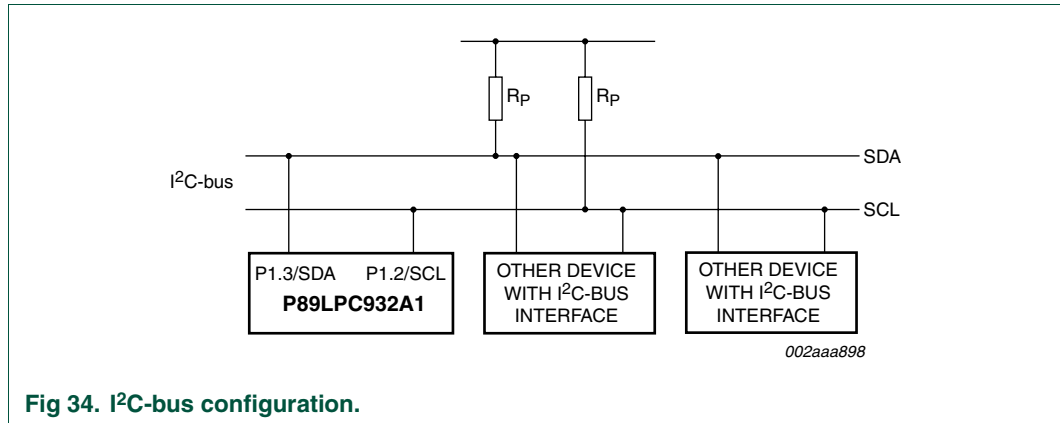 Rₚ Rₚ
SDA
I²C-bus
SCL
P1.3/SDA P1.2/SCL
P89LPC932A1
OTHER DEVICE
WITH I²C-BUS
INTERFACE
OTHER DEVICE
WITH I²C-BUS
INTERFACE
002aaa898
Fig 34. I²C-bus configuration.